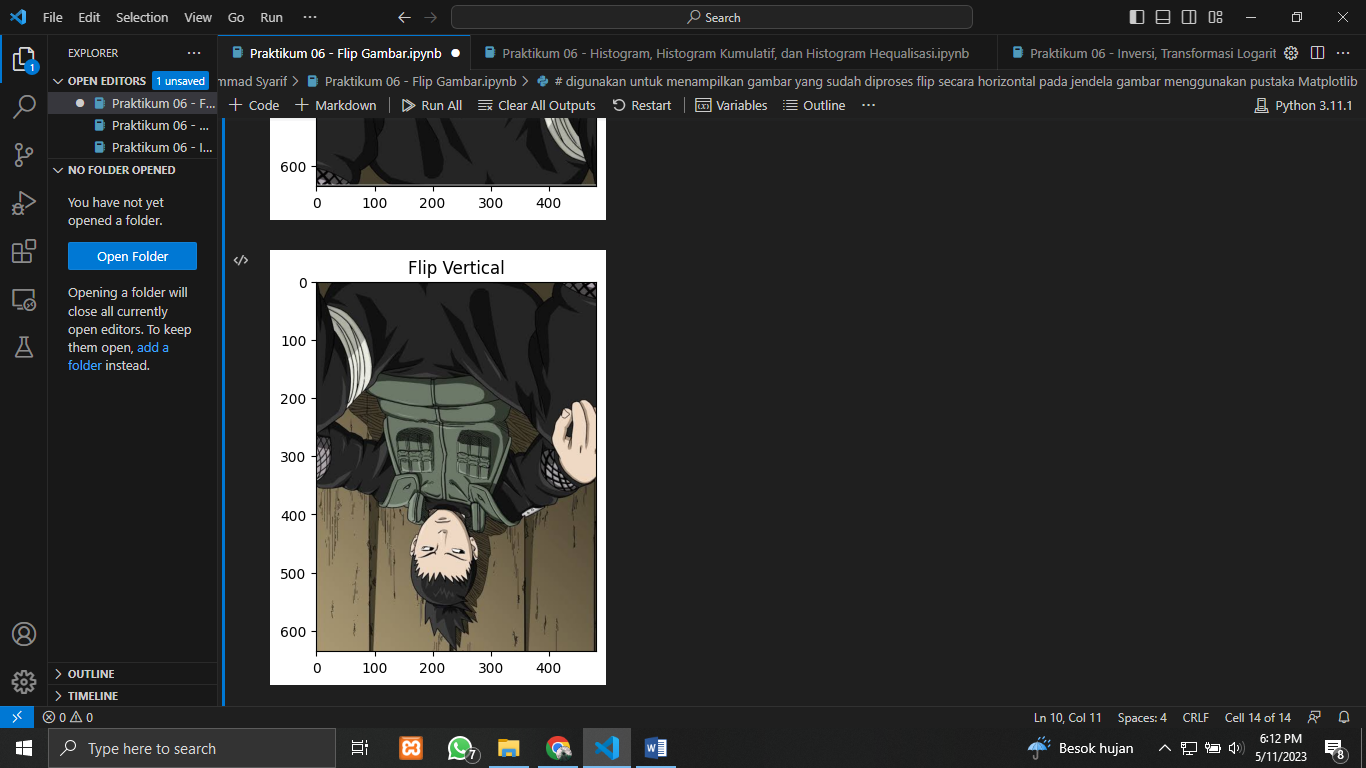 File Edit Selection View Go Run ··· Search
EXPLORER ···
OPEN EDITORS 1 unsaved
Praktikum 06 - F...
Praktikum 06 - ...
Praktikum 06 - I...
NO FOLDER OPENED
You have not yet
opened a folder.
Open Folder
Opening a folder will
close all currently
open editors. To keep
them open, add a
folder instead.
OUTLINE
TIMELINE
1
Praktikum 06 - Flip Gambar.ipynb Praktikum 06 - Histogram, Histogram Kumulatif, dan Histogram Hequalisasi.ipynb Praktikum 06 - Inversi, Transformasi Logarit ···
mmad Syarif > Praktikum 06 - Flip Gambar.ipynb > # digunakan untuk menampilkan gambar yang sudah diproses flip secara horizontal pada jendela gambar menggunakan pustaka Matplotlib
+ Code + Markdown Run All Clear All Outputs Restart Variables Outline ··· Python 3.11.1
600
0 100 200 300 400
Flip Vertical
0
100
200
300
400
500
600
0 100 200 300 400
0 0 Ln 10, Col 11 Spaces: 4 CRLF Cell 14 of 14
Type here to search 7 Besok hujan 6:12 PM
5/11/2023 8